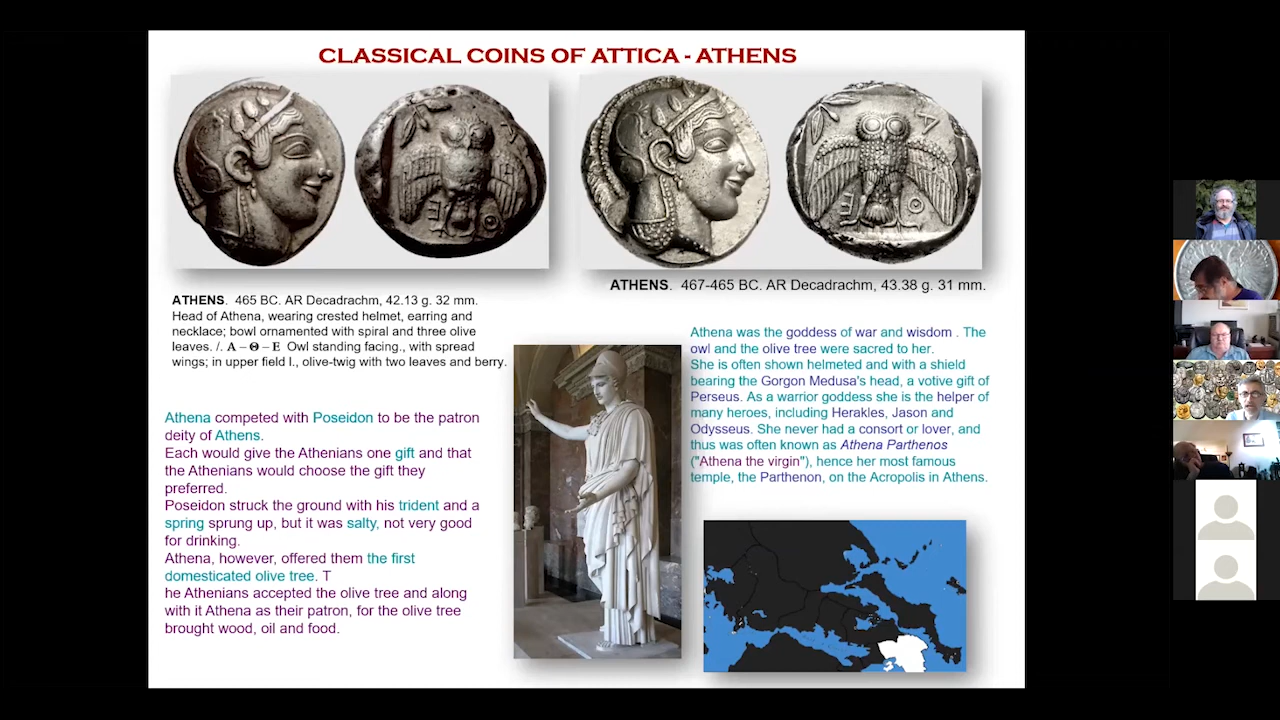 CLASSICAL COINS OF ATTICA - ATHENS
ATHENS.  465 BC. AR Decadrachm, 42.13 g. 32 mm.
Head of Athena, wearing crested helmet, earring and
necklace; bowl ornamented with spiral and three olive
leaves. /. Α – Θ – Ε  Owl standing facing., with spread
wings; in upper field l., olive-twig with two leaves and berry.
Athena competed with Poseidon to be the patron
deity of Athens.
Each would give the Athenians one gift and that
the Athenians would choose the gift they
preferred.
Poseidon struck the ground with his trident and a
spring sprung up, but it was salty, not very good
for drinking.
Athena, however, offered them the first
domesticated olive tree. T
he Athenians accepted the olive tree and along
with it Athena as their patron, for the olive tree
brought wood, oil and food.
ATHENS.  467-465 BC. AR Decadrachm, 43.38 g. 31 mm.
Athena was the goddess of war and wisdom . The
owl and the olive tree were sacred to her.
She is often shown helmeted and with a shield
bearing the Gorgon Medusa's head, a votive gift of
Perseus. As a warrior goddess she is the helper of
many heroes, including Herakles, Jason and
Odysseus. She never had a consort or lover, and
thus was often known as Athena Parthenos
("Athena the virgin"), hence her most famous
temple, the Parthenon, on the Acropolis in Athens.